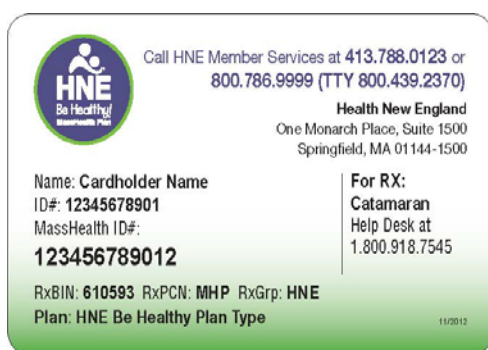 HNE
Be Healthy!
MassHealth Plan
Call HNE Member Services at 413.788.0123 or
800.786.9999 (TTY 800.439.2370)
Health New England
One Monarch Place, Suite 1500
Springfield, MA 01144-1500
Name: Cardholder Name
ID#: 12345678901
MassHealth ID#:
123456789012
For RX:
Catamaran
Help Desk at
1.800.918.7545
RxBIN: 610593 RxPCN: MHP RxGrp: HNE
Plan: HNE Be Healthy Plan Type
11/2012